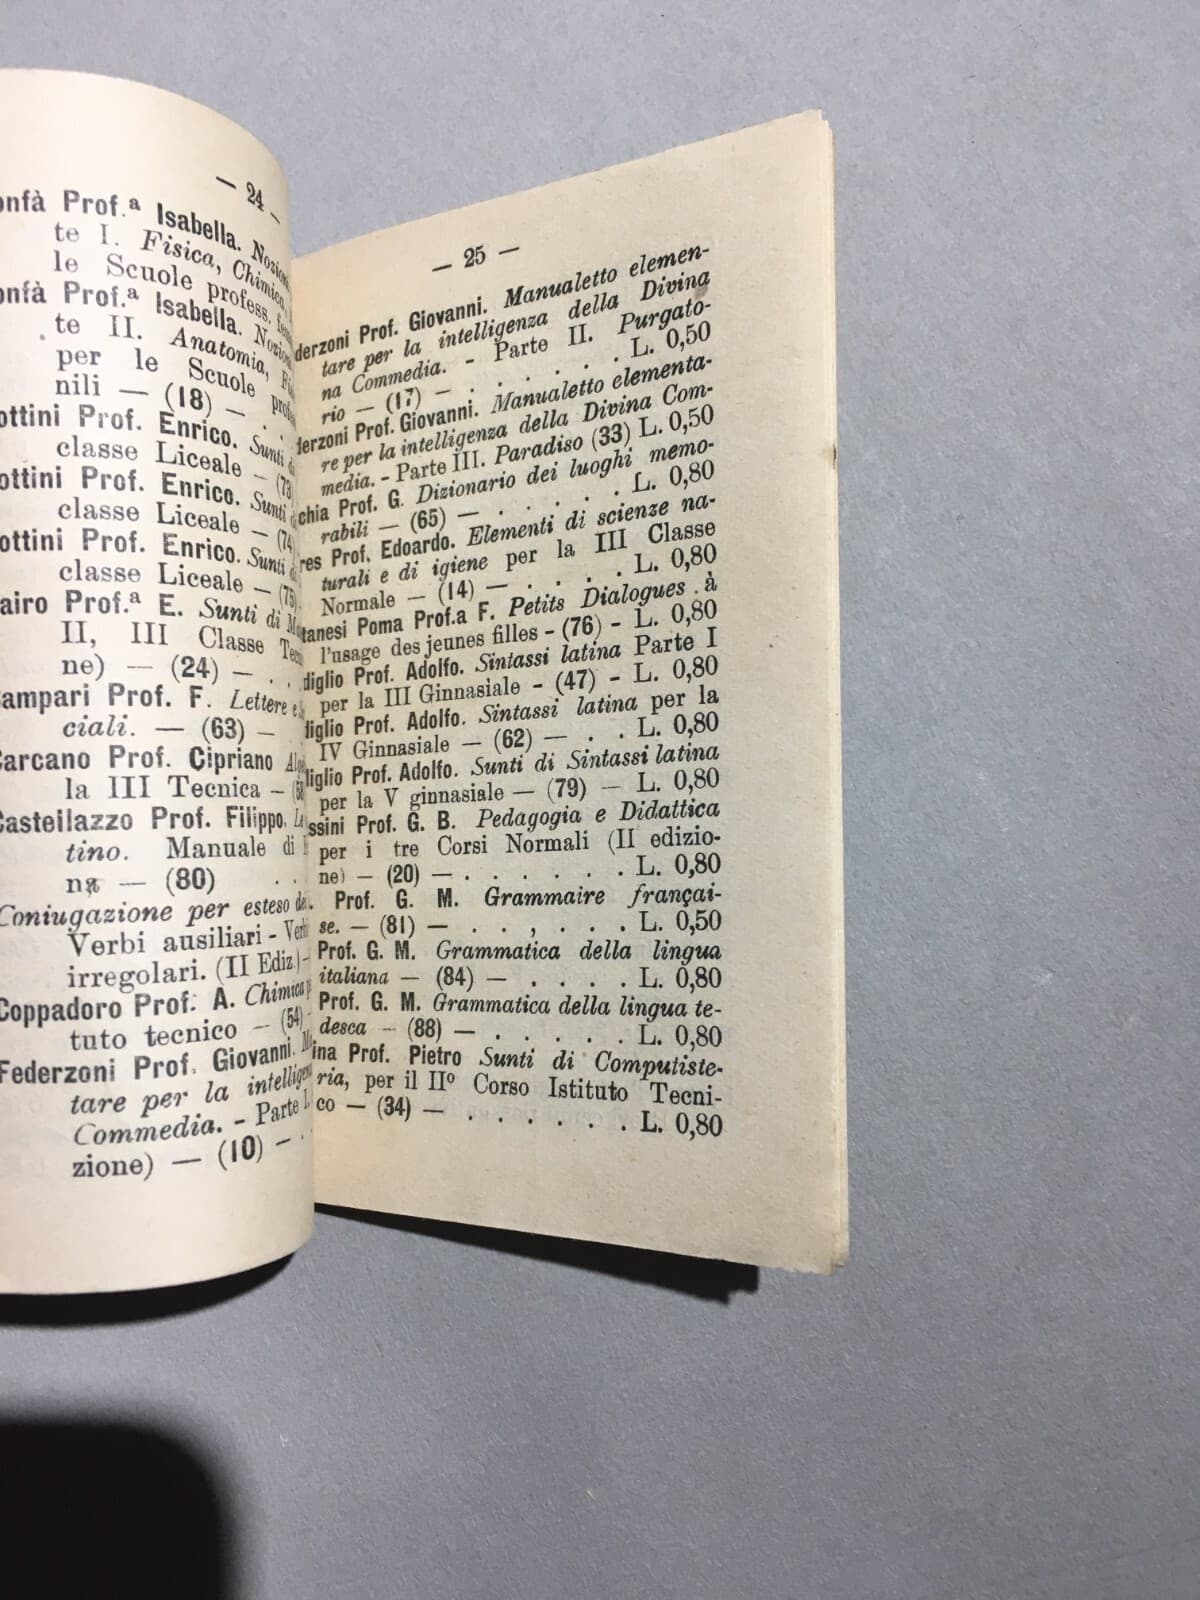 — 24 —
onfà Prof.ª Isabella.
te I. Fisica, Chimica,
le Scuole profess.
onfà Prof.ª Isabella.
te II. Anatomia,
per le Scuole
nili — (18) — . .
ottini Prof. Enrico. Sunti
classe Liceale — (73)
ottini Prof. Enrico. Sunti
classe Liceale — (74)
ottini Prof. Enrico. Sunti
classe Liceale — (75)
airo Prof.ª E. Sunti di
II, III Classe
ne) — (24) — . .
ampari Prof. F. Lettere e
ciali. — (63) —
Carcano Prof. Cipriano
la III Tecnica —
Castellazzo Prof. Filippo.
tino. Manuale di
na — (80) . .
Coniugazione per esteso
Verbi ausiliari -
irregolari. (II Ediz.) -
Coppadoro Prof. A. Chimica
tuto tecnico — (54)
Federzoni Prof. Giovanni.
tare per la
Commedia. - Parte I.
zione) — (10) — .
— 25 —
derzoni Prof. Giovanni. Manualetto elemen-
tare per la intelligenza della Divina
na Commedia. - Parte II. Purgato-
rio — (17) — . . . . . L. 0,50
derzoni Prof. Giovanni. Manualetto elementa-
re per la intelligenza della Divina Com-
media. - Parte III. Paradiso (33) L. 0,50
chia Prof. G. Dizionario dei luoghi memo-
rabili — (65) — . . . . . L. 0,80
res Prof. Edoardo. Elementi di scienze na-
turali e di igiene per la III Classe
Normale — (14) — . . . . L. 0,80
tanesi Poma Prof.a F. Petits Dialogues à
l'usage des jeunes filles - (76) - L. 0,80
diglio Prof. Adolfo. Sintassi latina Parte I
per la III Ginnasiale - (47) - L. 0,80
diglio Prof. Adolfo. Sintassi latina per la
IV Ginnasiale — (62) — . . L. 0,80
diglio Prof. Adolfo. Sunti di Sintassi latina
per la V ginnasiale — (79) — L. 0,80
ssini Prof. G. B. Pedagogia e Didattica
per i tre Corsi Normali (II edizio-
ne) — (20) — . . . . . . L. 0,80
. Prof. G. M. Grammaire françai-
se. — (81) — . . , . . . L. 0,50
Prof. G. M. Grammatica della lingua
italiana — (84) — . . . . L. 0,80
Prof. G. M. Grammatica della lingua te-
desca — (88) — . . . . . L. 0,80
ina Prof. Pietro Sunti di Computiste-
ria, per il IIº Corso Istituto Tecni-
co — (34) — . . . . . . L. 0,80